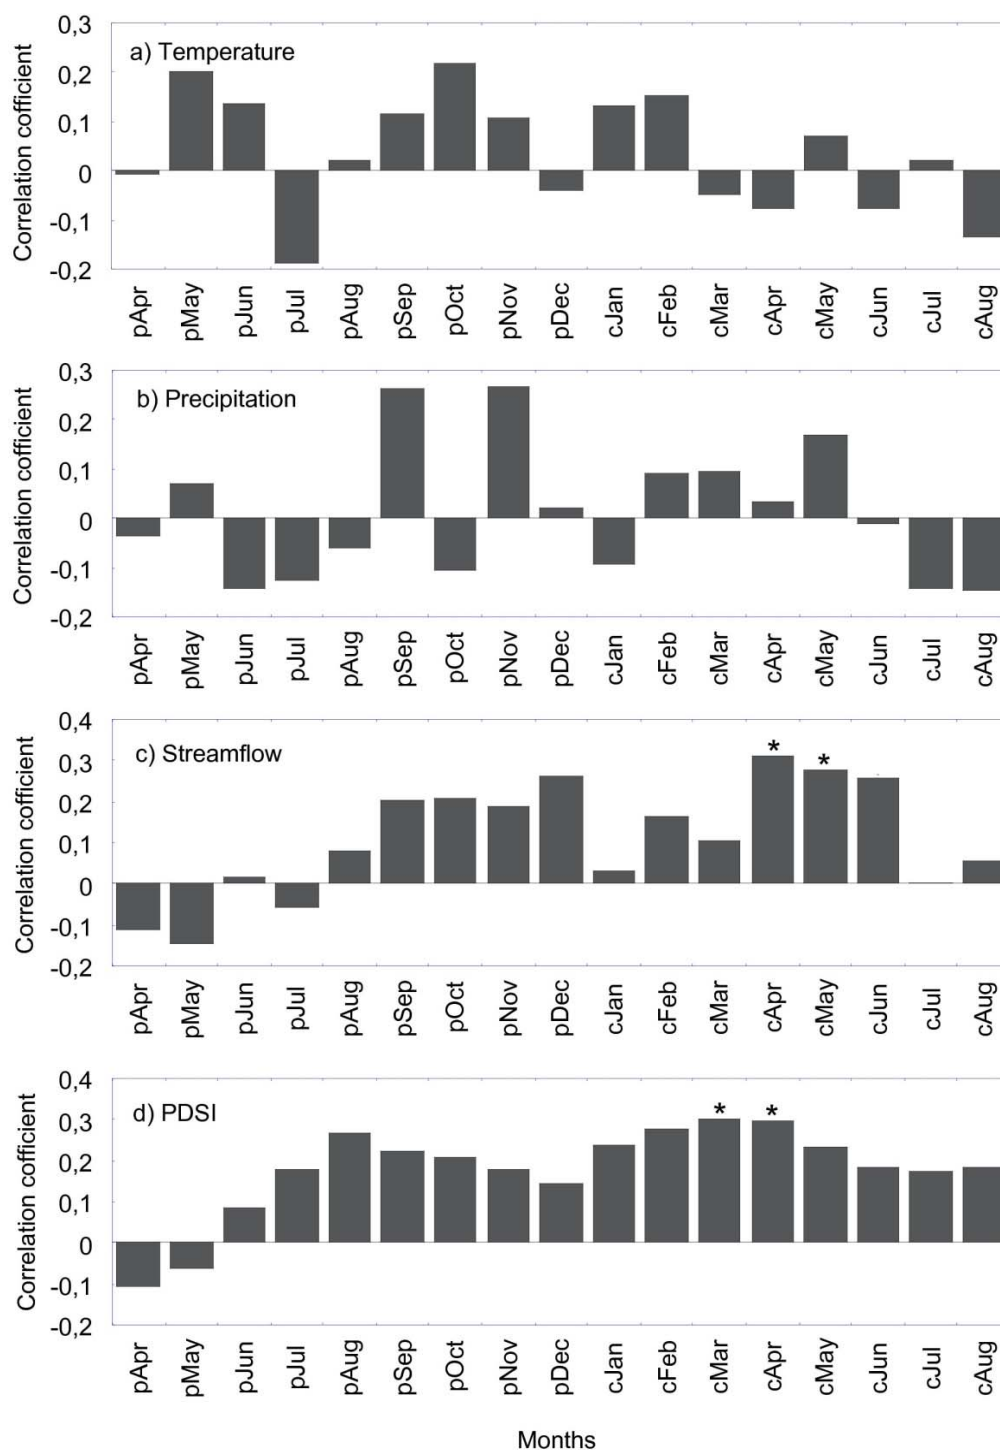 a) Temperature
Correlation cofficient
0,3
0,2
0,1
0
-0,1
-0,2
pApr pMay pJun pJul pAug pSep pOct pNov pDec cJan cFeb cMar cApr cMay cJun cJul cAug
b) Precipitation
Correlation cofficient
0,3
0,2
0,1
0
-0,1
-0,2
pApr pMay pJun pJul pAug pSep pOct pNov pDec cJan cFeb cMar cApr cMay cJun cJul cAug
c) Streamflow
Correlation cofficient
0,4
0,3
0,2
0,1
0
-0,1
-0,2
* *
pApr pMay pJun pJul pAug pSep pOct pNov pDec cJan cFeb cMar cApr cMay cJun cJul cAug
d) PDSI
Correlation cofficient
0,4
0,3
0,2
0,1
0
-0,1
-0,2
* *
pApr pMay pJun pJul pAug pSep pOct pNov pDec cJan cFeb cMar cApr cMay cJun cJul cAug
Months